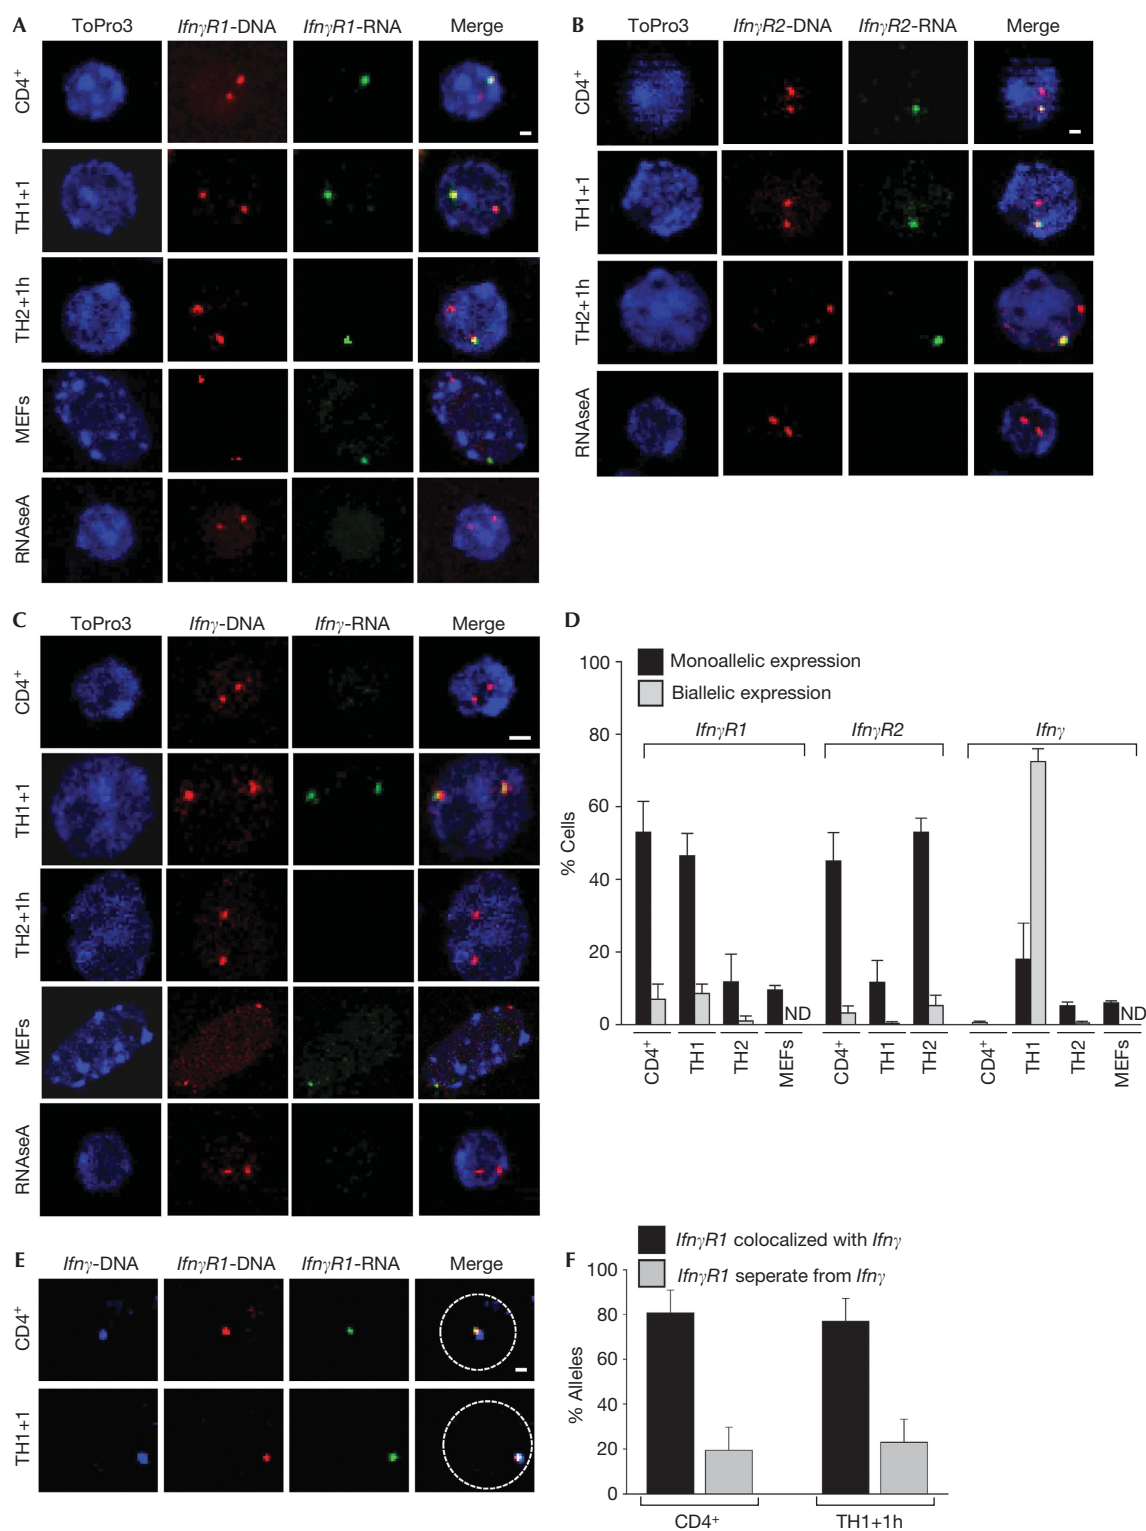 A
ToPro3 IfnγR1-DNA IfnγR1-RNA Merge
CD4+
TH1+1
TH2+1h
MEFs
RNAseA
B
ToPro3 IfnγR2-DNA IfnγR2-RNA Merge
CD4+
TH1+1
TH2+1h
RNAseA
C
ToPro3 Ifnγ-DNA Ifnγ-RNA Merge
CD4+
TH1+1
TH2+1h
MEFs
RNAseA
D
Monoallelic expression
Biallelic expression
IfnγR1 IfnγR2 Ifnγ
% Cells
100
80
60
40
20
0
ND ND
CD4+ TH1 TH2 MEFs CD4+ TH1 TH2 CD4+ TH1 TH2 MEFs
E
Ifnγ-DNA IfnγR1-DNA IfnγR1-RNA Merge
CD4+
TH1+1
F
IfnγR1 colocalized with Ifnγ
IfnγR1 seperate from Ifnγ
% Alleles
100
80
60
40
20
0
CD4+ TH1+1h